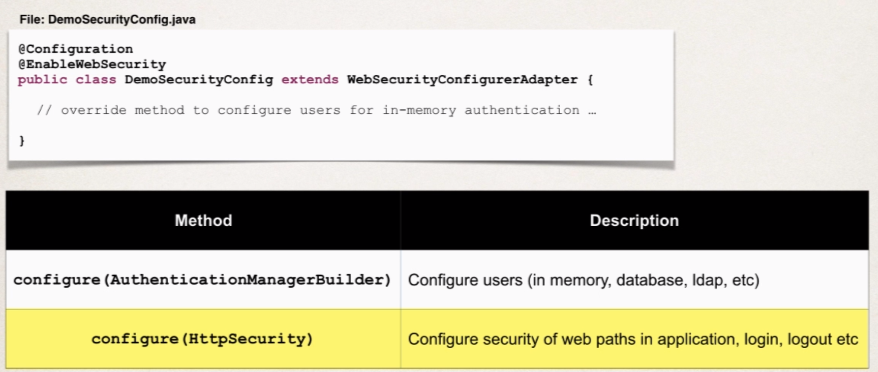 File: DemoSecurityConfig.java
@Configuration
@EnableWebSecurity
public class DemoSecurityConfig extends WebSecurityConfigurerAdapter {
// override method to configure users for in-memory authentication …
}
Method Description
configure(AuthenticationManagerBuilder) Configure users (in memory, database, ldap, etc)
configure(HttpSecurity) Configure security of web paths in application, login, logout etc